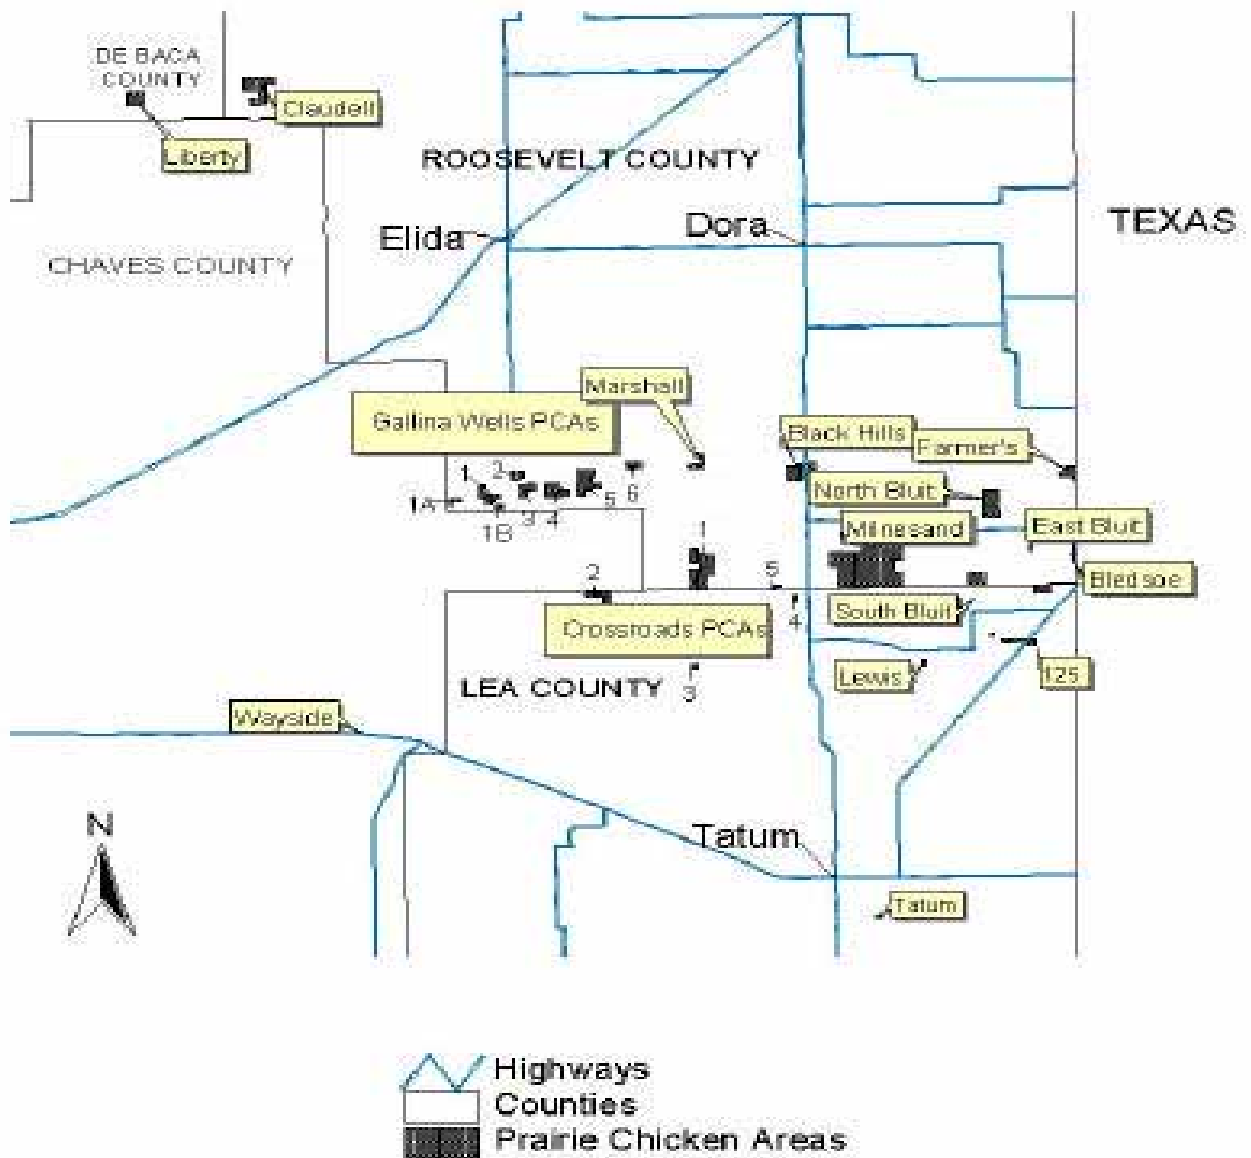 DE BACA
COUNTY
Claudell
Liberty
ROOSEVELT COUNTY
TEXAS
Elida
Dora
CHAVES COUNTY
Marshall
Gallina Wells PCAs
Black Hills
Farmer's
1
2
6
1A
5
North Bluit
1B
3
4
Milnesand
East Bluit
1
2
5
Bledsoe
4
South Bluit
Crossroads PCAs
3
Lewis
125
LEA COUNTY
Wayside
N
Tatum
Tatum
Highways
Counties
Prairie Chicken Areas